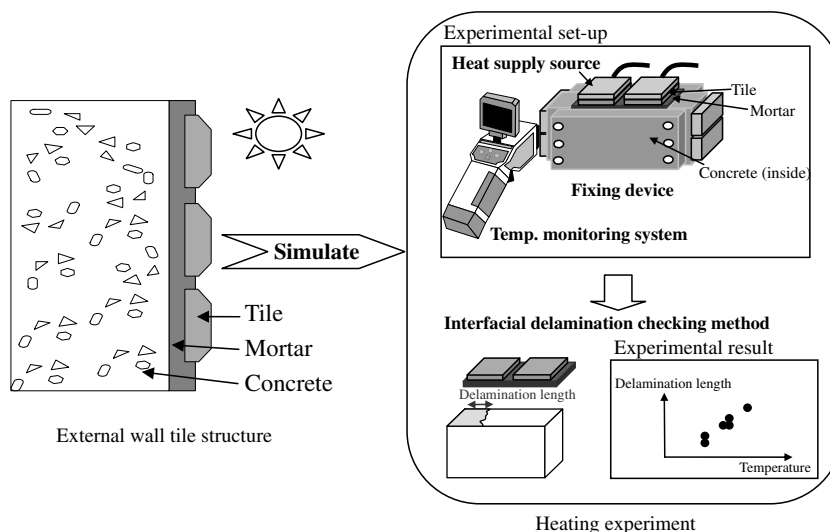 Experimental set-up
Heat supply source
Tile
Mortar
Concrete (inside)
Fixing device
Temp. monitoring system
Simulate
Tile
Mortar
Concrete
External wall tile structure
Interfacial delamination checking method
Experimental result
Delamination length
Delamination length
Temperature
Heating experiment